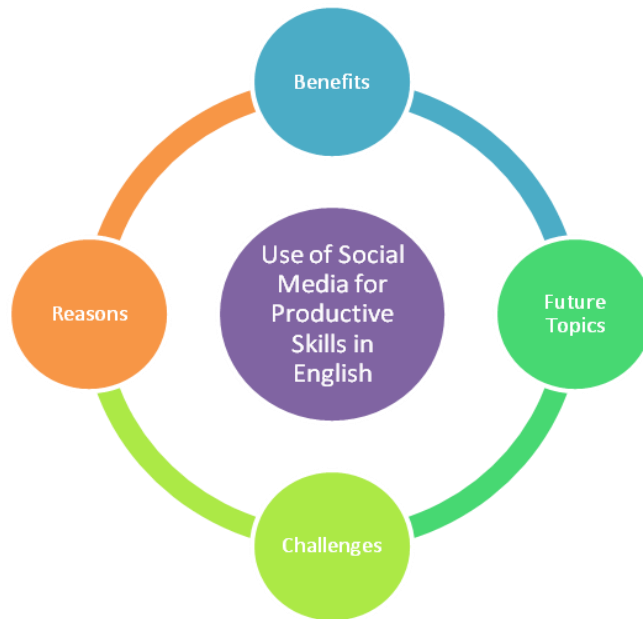 Benefits
Use of Social
Media for
Productive
Skills in
English
Reasons
Future
Topics
Challenges